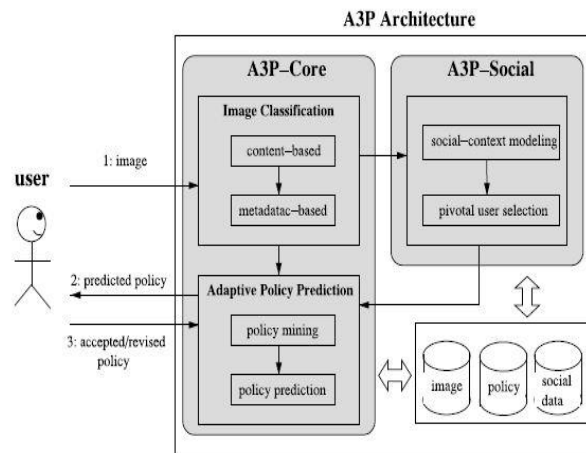 A3P Architecture
A3P–Core
A3P–Social
Image Classification
content–based
metadatac–based
social–context modeling
pivotal user selection
1: image
user
2: predicted policy
3: accepted/revised
policy
Adaptive Policy Prediction
policy mining
policy prediction
image
policy
social
data